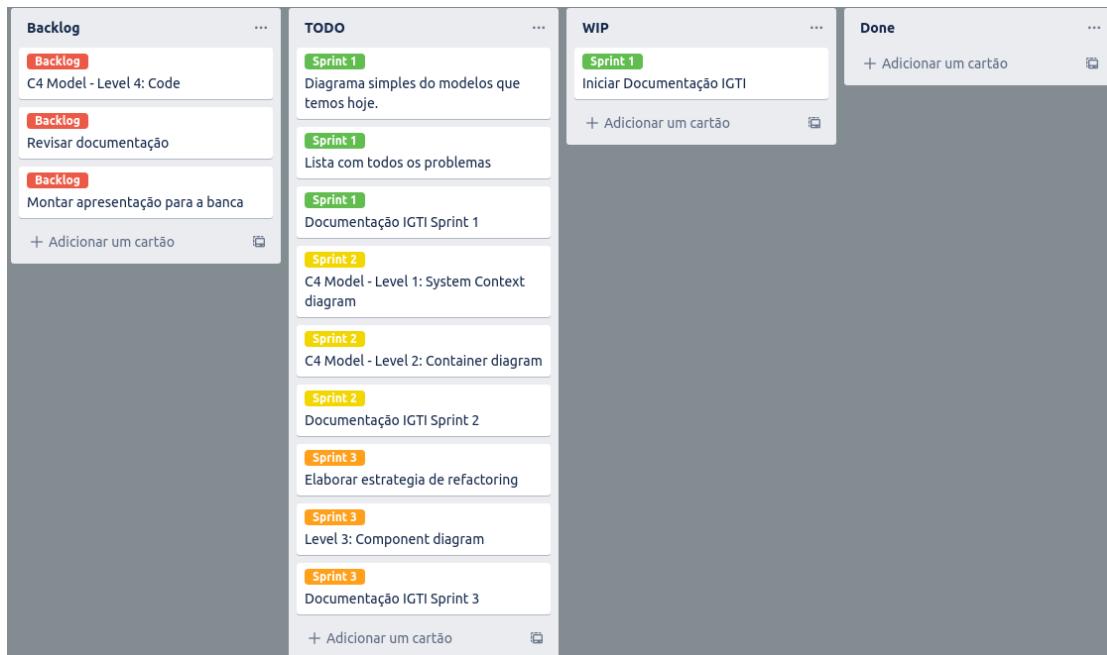 Backlog
Backlog
C4 Model - Level 4: Code
Backlog
Revisar documentação
Backlog
Montar apresentação para a banca
+ Adicionar um cartão
TODO
Sprint 1
Diagrama simples do modelos que
temos hoje.
Sprint 1
Lista com todos os problemas
Sprint 1
Documentação IGTI Sprint 1
Sprint 2
C4 Model - Level 1: System Context
diagram
Sprint 2
C4 Model - Level 2: Container diagram
Sprint 2
Documentação IGTI Sprint 2
Sprint 3
Elaborar estrategia de refactoring
Sprint 3
Level 3: Component diagram
Sprint 3
Documentação IGTI Sprint 3
+ Adicionar um cartão
WIP
Sprint 1
Iniciar Documentação IGTI
+ Adicionar um cartão
Done
+ Adicionar um cartão